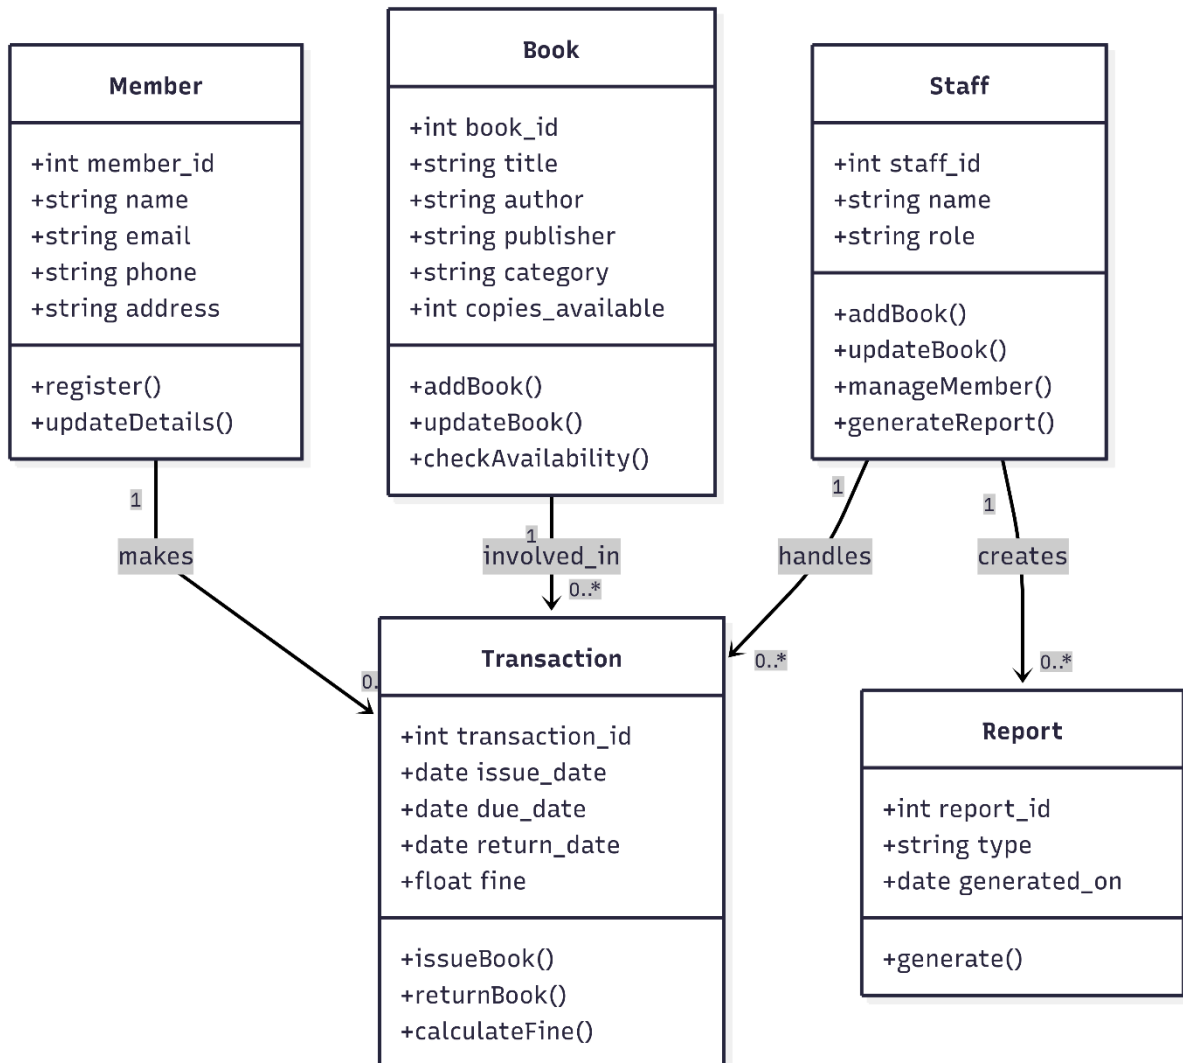 Member
+int member_id
+string name
+string email
+string phone
+string address
+register()
+updateDetails()
Book
+int book_id
+string title
+string author
+string publisher
+string category
+int copies_available
+addBook()
+updateBook()
+checkAvailability()
Staff
+int staff_id
+string name
+string role
+addBook()
+updateBook()
+manageMember()
+generateReport()
1
makes
0.
1
involved_in
0..*
1
handles
0..*
1
creates
0..*
Transaction
+int transaction_id
+date issue_date
+date due_date
+date return_date
+float fine
+issueBook()
+returnBook()
+calculateFine()
Report
+int report_id
+string type
+date generated_on
+generate()